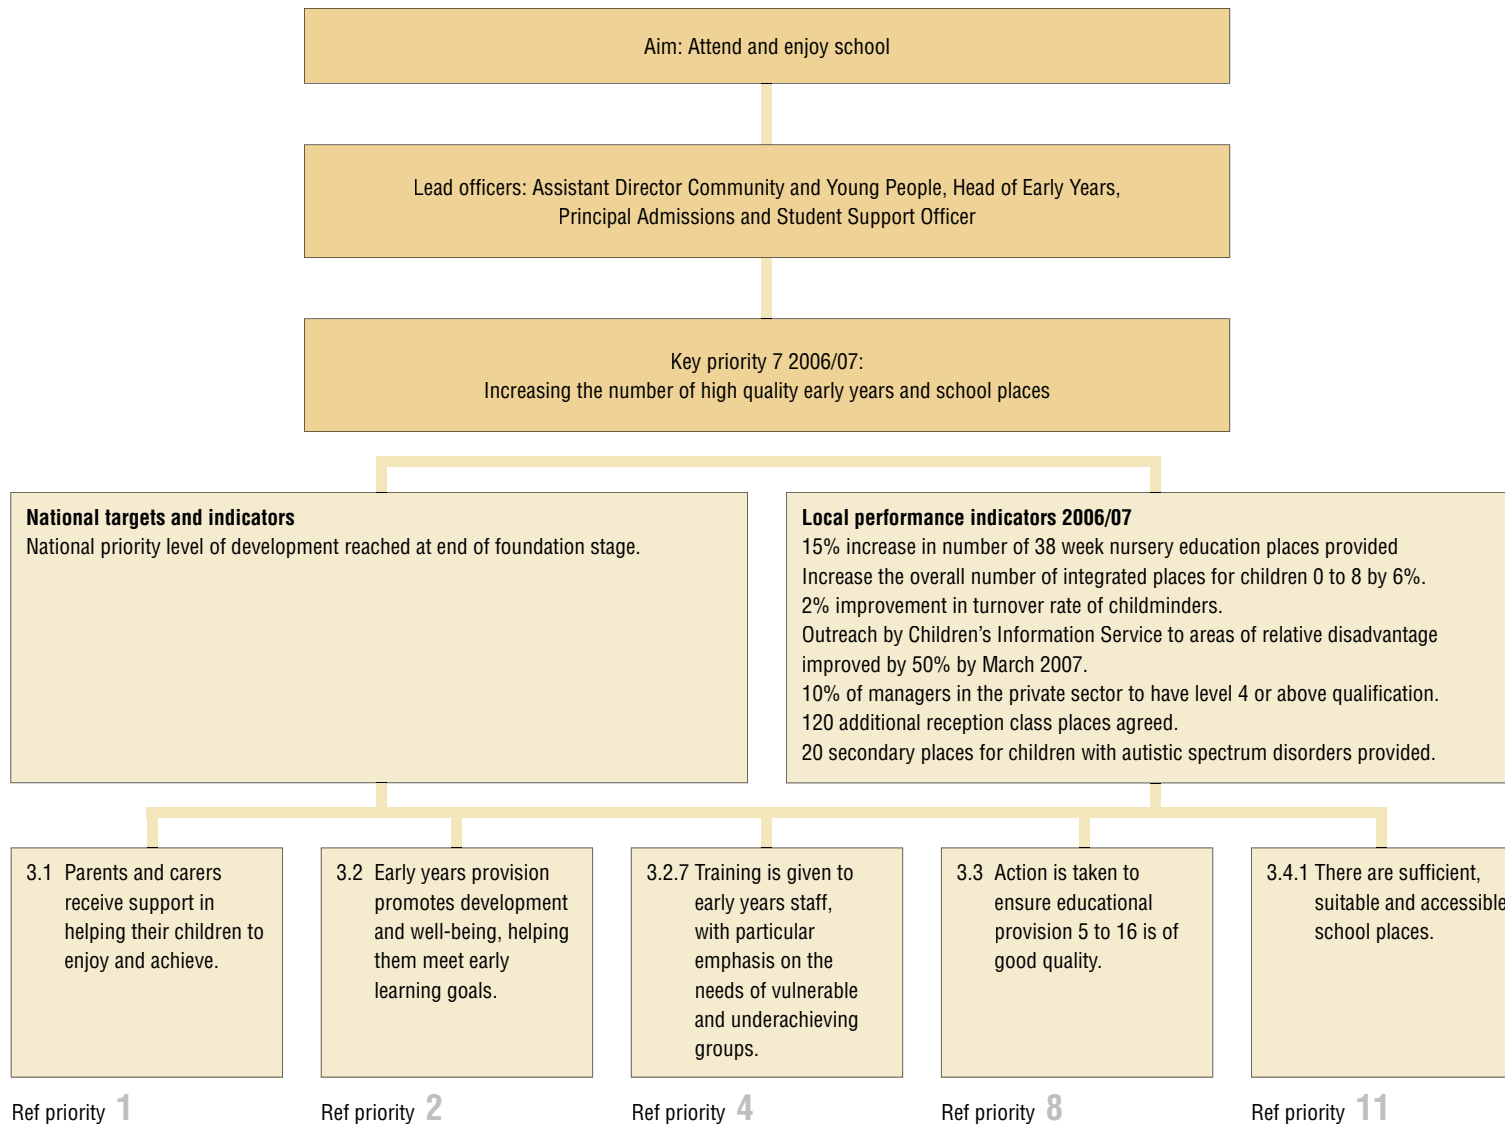 Aim: Attend and enjoy school
Lead officers: Assistant Director Community and Young People, Head of Early Years,
Principal Admissions and Student Support Officer
Key priority 7 2006/07:
Increasing the number of high quality early years and school places
National targets and indicators
National priority level of development reached at end of foundation stage.
Local performance indicators 2006/07
15% increase in number of 38 week nursery education places provided
Increase the overall number of integrated places for children 0 to 8 by 6%.
2% improvement in turnover rate of childminders.
Outreach by Children’s Information Service to areas of relative disadvantage
improved by 50% by March 2007.
10% of managers in the private sector to have level 4 or above qualification.
120 additional reception class places agreed.
20 secondary places for children with autistic spectrum disorders provided.
3.1 Parents and carers
receive support in
helping their children to
enjoy and achieve.
Ref priority 1
3.2 Early years provision
promotes development
and well-being, helping
them meet early
learning goals.
Ref priority 2
3.2.7 Training is given to
early years staff,
with particular
emphasis on the
needs of vulnerable
and underachieving
groups.
Ref priority 4
3.3 Action is taken to
ensure educational
provision 5 to 16 is of
good quality.
Ref priority 8
3.4.1 There are sufficient,
suitable and accessible
school places.
Ref priority 11